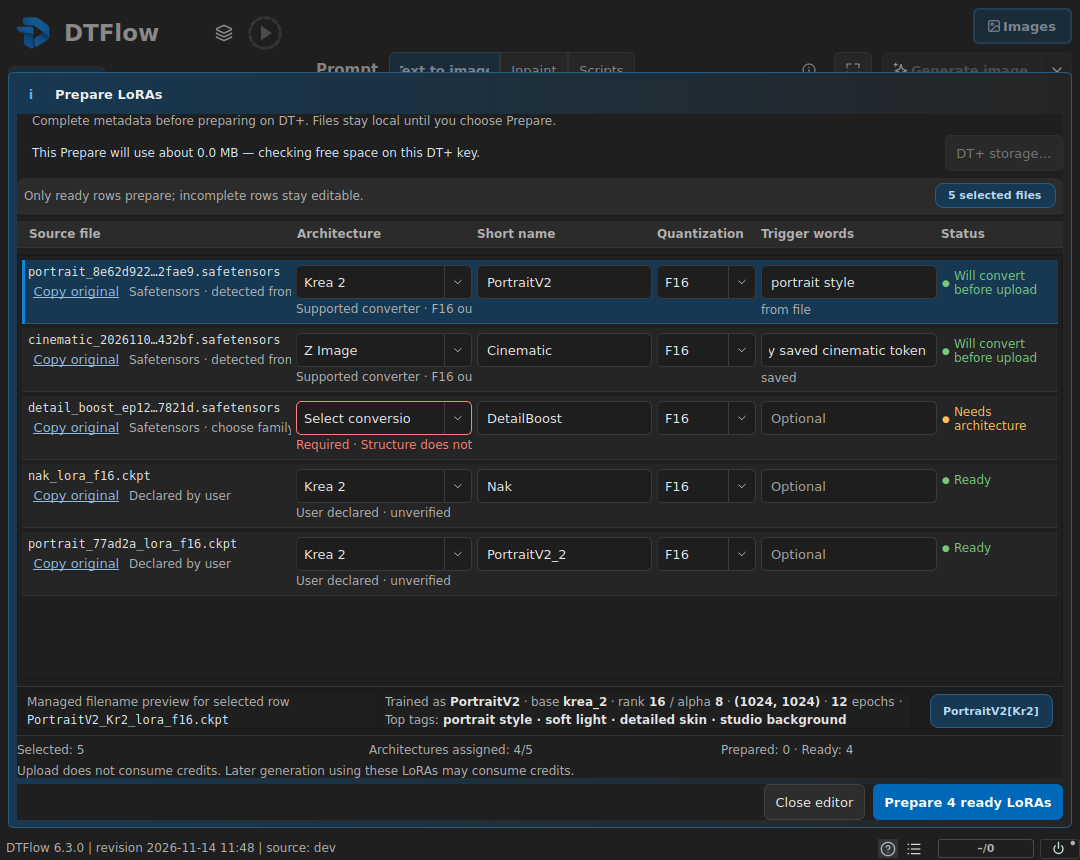 DTFlow
Images
Prompt
Text to image
Inpaint
Scripts
Generate image
i Prepare LoRAs
Complete metadata before preparing on DT+. Files stay local until you choose Prepare.
This Prepare will use about 0.0 MB — checking free space on this DT+ key.
DT+ storage...
Only ready rows prepare; incomplete rows stay editable.
5 selected files
Source file Architecture Short name Quantization Trigger words Status
portrait_8e62d922…2fae9.safetensors
Copy original Safetensors · detected from
Krea 2
Supported converter · F16 ou
PortraitV2
F16
portrait style
from file
Will convert
before upload
cinematic_2026110…432bf.safetensors
Copy original Safetensors · detected from
Z Image
Supported converter · F16 ou
Cinematic
F16
y saved cinematic token
saved
Will convert
before upload
detail_boost_ep12…7821d.safetensors
Copy original Safetensors · choose family
Select conversio
Required · Structure does not
DetailBoost
F16
Optional
Needs
architecture
nak_lora_f16.ckpt
Copy original Declared by user
Krea 2
User declared · unverified
Nak
F16
Optional
Ready
portrait_77ad2a_lora_f16.ckpt
Copy original Declared by user
Krea 2
User declared · unverified
PortraitV2_2
F16
Optional
Ready
Managed filename preview for selected row
PortraitV2_Kr2_lora_f16.ckpt
Trained as PortraitV2 · base krea_2 · rank 16 / alpha 8 · (1024, 1024) · 12 epochs ·
Top tags: portrait style · soft light · detailed skin · studio background
PortraitV2[Kr2]
Selected: 5 Architectures assigned: 4/5 Prepared: 0 · Ready: 4
Upload does not consume credits. Later generation using these LoRAs may consume credits.
Close editor
Prepare 4 ready LoRAs
DTFlow 6.3.0 | revision 2026-11-14 11:48 | source: dev
–/0